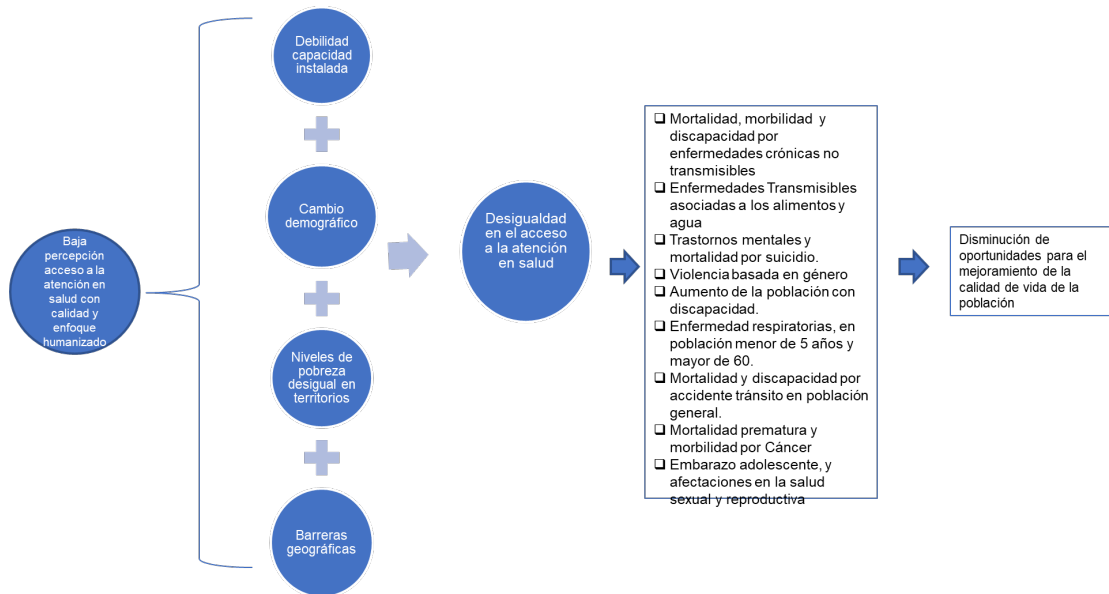 Baja
percepción
acceso a la
atención en
salud con
calidad y
enfoque
humanizado
Debilidad
capacidad
instalada
Cambio
demográfico
Niveles de
pobreza
desigual en
territorios
Barreras
geográficas
Desigualdad
en el acceso
a la atención
en salud
❑ Mortalidad, morbilidad y
discapacidad por
enfermedades crónicas no
transmisibles
❑ Enfermedades Transmisibles
asociadas a los alimentos y
agua
❑ Trastornos mentales y
mortalidad por suicidio.
❑ Violencia basada en género
❑ Aumento de la población con
discapacidad.
❑ Enfermedad respiratorias, en
población menor de 5 años y
mayor de 60.
❑ Mortalidad y discapacidad por
accidente tránsito en población
general.
❑ Mortalidad prematura y
morbilidad por Cáncer
❑ Embarazo adolescente, y
afectaciones en la salud
sexual y reproductiva
Disminución de
oportunidades para el
mejoramiento de la
calidad de vida de la
población